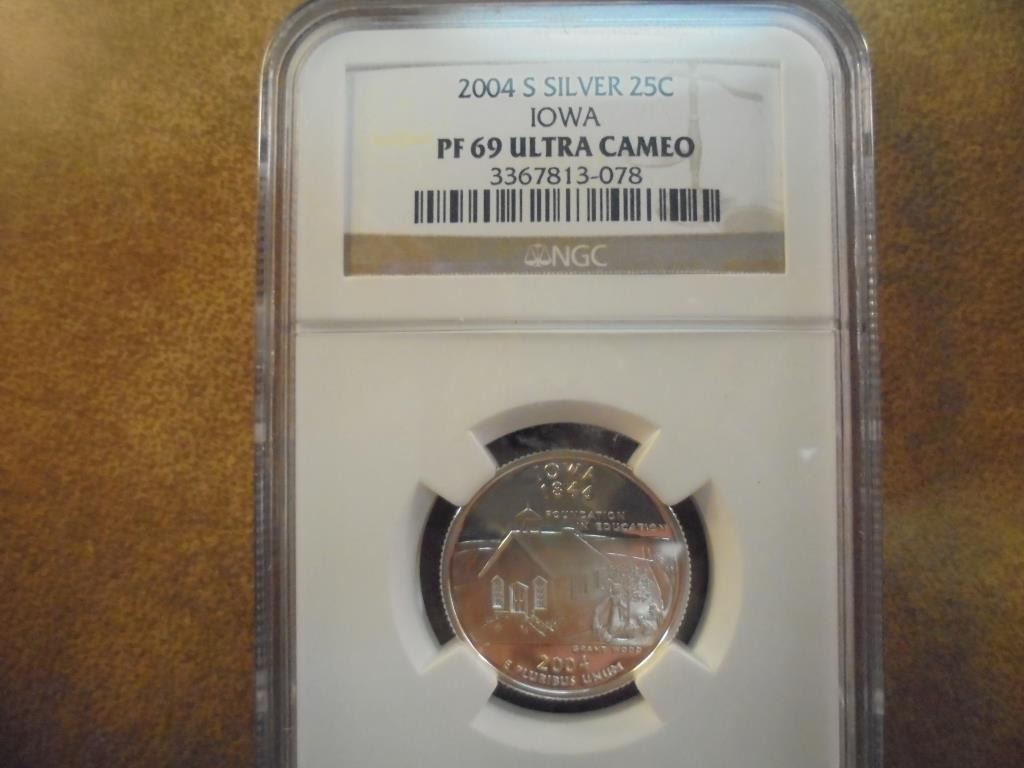 2004 S SILVER 25C
IOWA
PF 69 ULTRA CAMEO
3367813-078
NGC
IOWA
1846
FOUNDATION
IN EDUCATION
GRANT WOOD
2004
E PLURIBUS UNUM